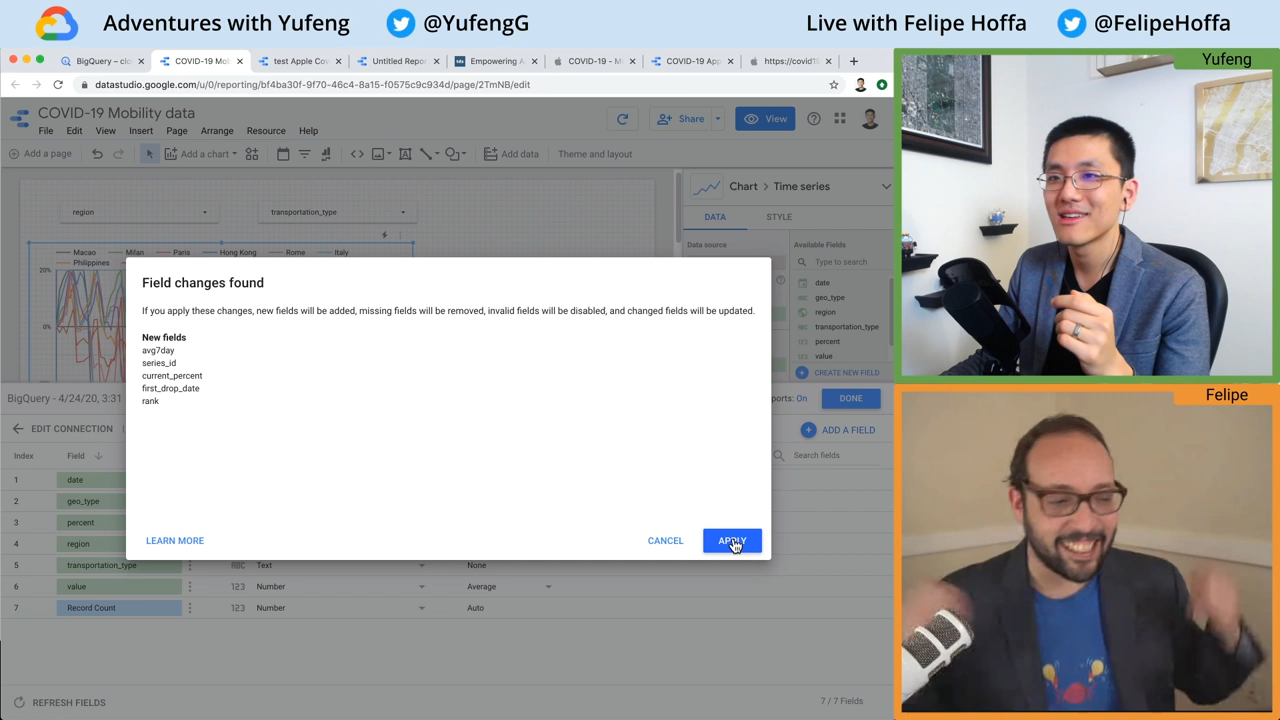 Adventures with Yufeng
@YufengG
Live with Felipe Hoffa
@FelipeHoffa
BigQuery – clo
COVID-19 Mol
test Apple Cov
Untitled Repo
Empowering A
COVID-19 - M
COVID-19 App
https://covid1
datastudio.google.com/u/0/reporting/bf4ba30f-9f70-46c4-8a15-f0575c9c934d/page/2TmNB/edit
COVID-19 Mobility data
File Edit View Insert Page Arrange Resource Help
Share
View
Add a page
Add a chart
Add data
Theme and layout
region
transportation_type
Chart > Time series
DATA
STYLE
Data source
Available Fields
Type to search
Macao Milan Paris Hong Kong Rome Italy
Philippines
20%
0%
date
geo_type
region
transportation_type
percent
value
CREATE NEW FIELD
Field changes found
If you apply these changes, new fields will be added, missing fields will be removed, invalid fields will be disabled, and changed fields will be updated.
New fields
avg7day
series_id
current_percent
first_drop_date
rank
LEARN MORE
CANCEL
APPLY
BigQuery - 4/24/20, 3:31
ports: On
DONE
EDIT CONNECTION
ADD A FIELD
Index
Field
Search fields
1 date
2 geo_type
3 percent
4 region
5 transportation_type ABC Text None
6 value 123 Number Average
7 Record Count 123 Number Auto
REFRESH FIELDS
7 / 7 Fields
Yufeng
Felipe